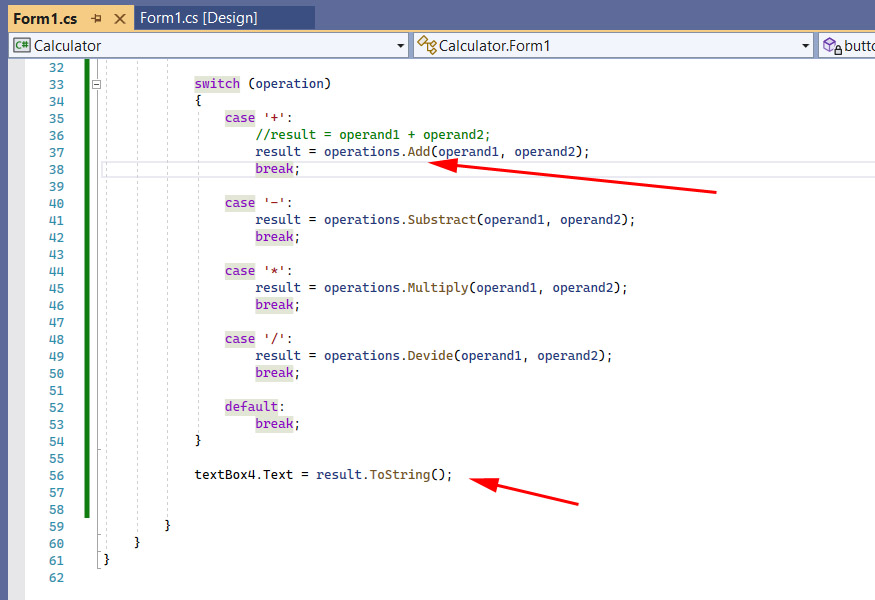 Form1.cs Form1.cs [Design]
C# Calculator Calculator.Form1 butto
32
33 switch (operation)
34 {
35 case '+':
36 //result = operand1 + operand2;
37 result = operations.Add(operand1, operand2);
38 break;
39
40 case '-':
41 result = operations.Substract(operand1, operand2);
42 break;
43
44 case '*':
45 result = operations.Multiply(operand1, operand2);
46 break;
47
48 case '/':
49 result = operations.Devide(operand1, operand2);
50 break;
51
52 default:
53 break;
54 }
55
56 textBox4.Text = result.ToString();
57
58
59 }
60 }
61 }
62